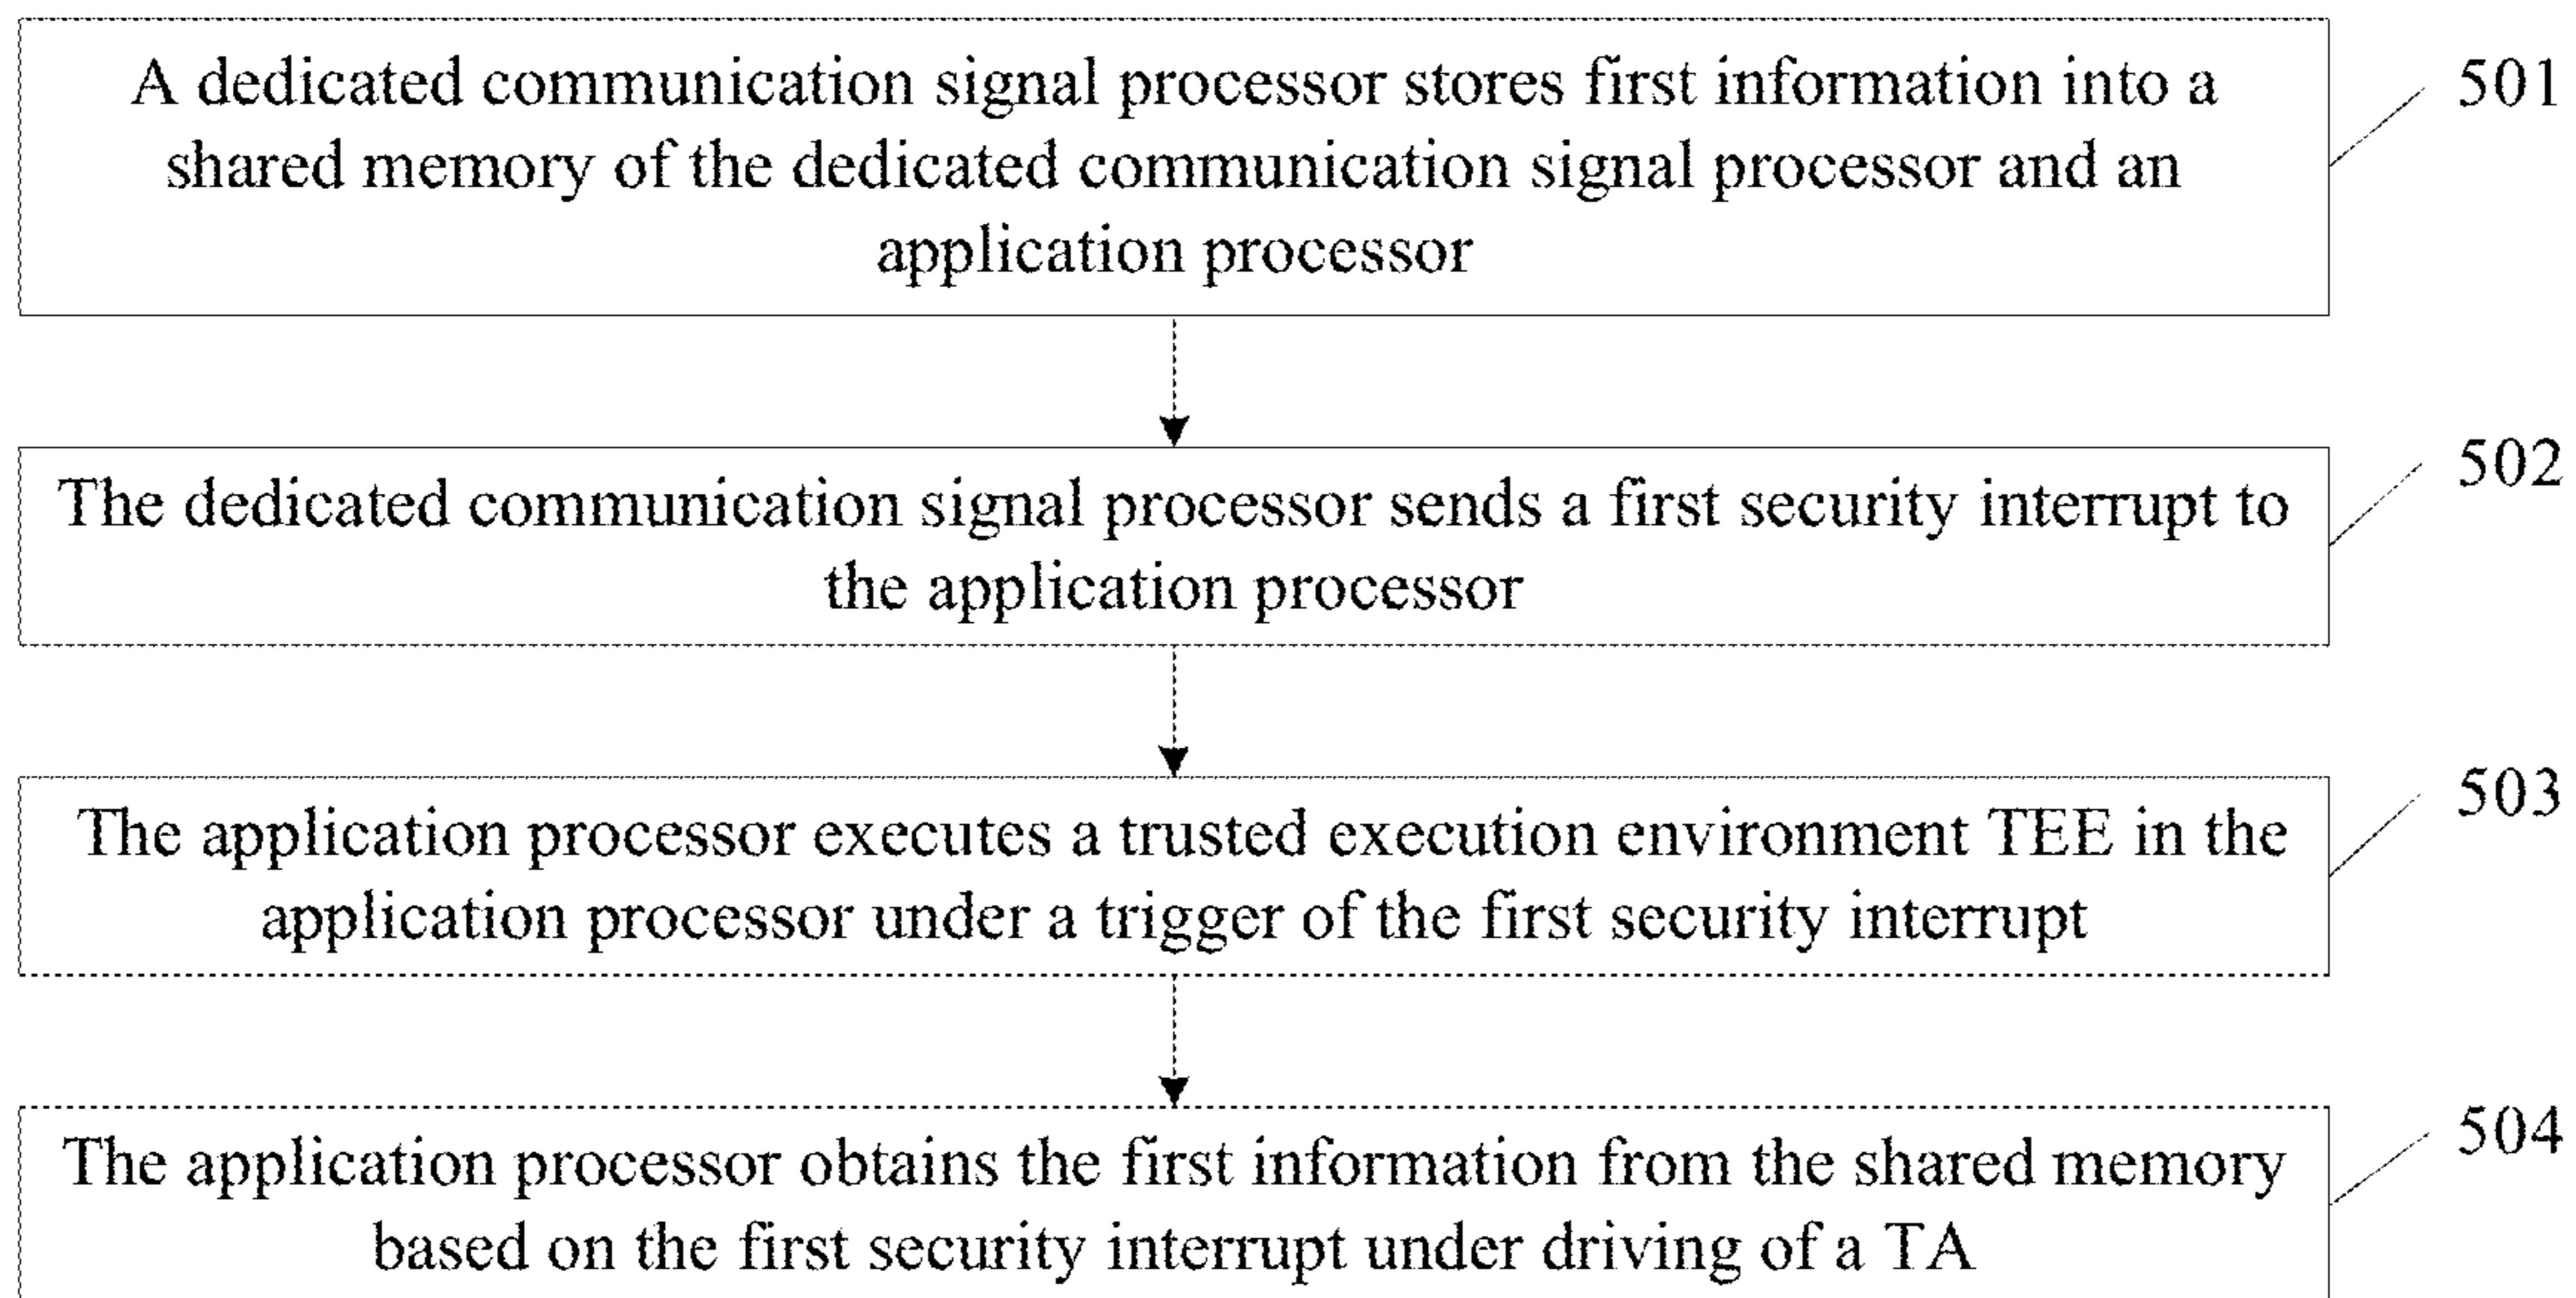 A dedicated communication signal processor stores first information into a
shared memory of the dedicated communication signal processor and an
application processor
501
The dedicated communication signal processor sends a first security interrupt to
the application processor
502
The application processor executes a trusted execution environment TEE in the
application processor under a trigger of the first security interrupt
503
The application processor obtains the first information from the shared memory
based on the first security interrupt under driving of a TA
504